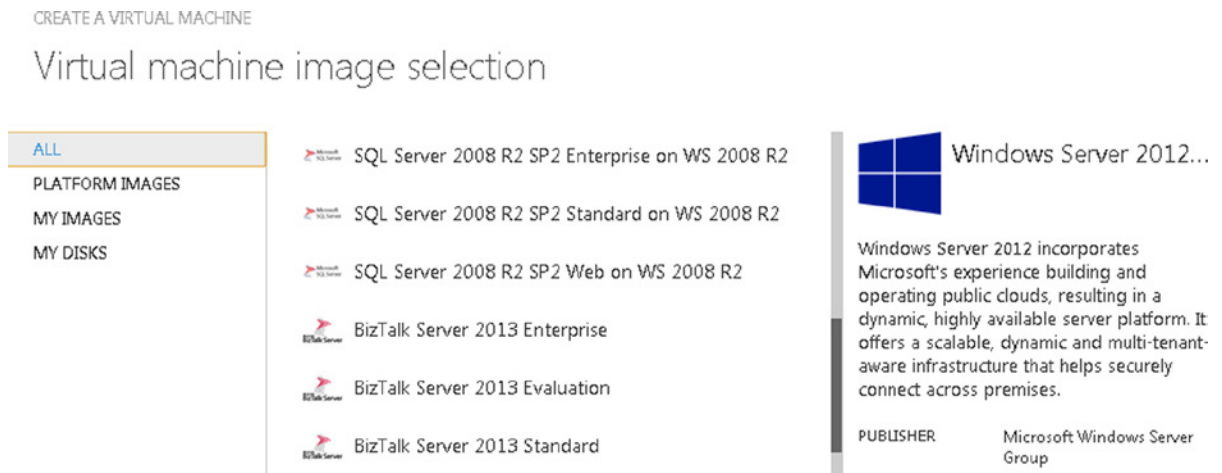 CREATE A VIRTUAL MACHINE
Virtual machine image selection
ALL
PLATFORM IMAGES
MY IMAGES
MY DISKS
SQL Server 2008 R2 SP2 Enterprise on WS 2008 R2
SQL Server 2008 R2 SP2 Standard on WS 2008 R2
SQL Server 2008 R2 SP2 Web on WS 2008 R2
BizTalk Server 2013 Enterprise
BizTalk Server 2013 Evaluation
BizTalk Server 2013 Standard
Windows Server 2012...
Windows Server 2012 incorporates
Microsoft's experience building and
operating public clouds, resulting in a
dynamic, highly available server platform. It
offers a scalable, dynamic and multi-tenant-
aware infrastructure that helps securely
connect across premises.
PUBLISHER
Microsoft Windows Server
Group